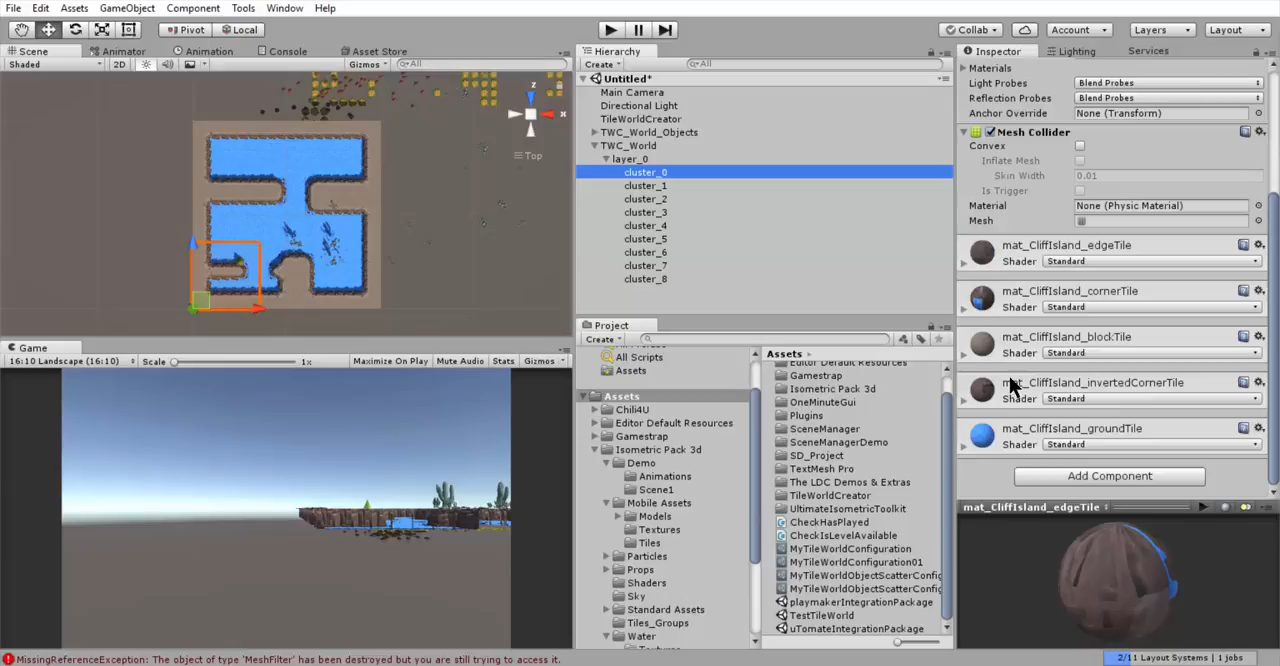 File Edit Assets GameObject Component Tools Window Help
Pivot Local Collab Account Layers Layout
Scene Animator Animation Console Asset Store
Shaded 2D Gizmos All
z
x
Top
Game
16:10 Landscape (16:10) Scale 1x Maximize On Play Mute Audio Stats Gizmos
Hierarchy
Create All
Untitled*
Main Camera
Directional Light
TileWorldCreator
TWC_World_Objects
TWC_World
layer_0
cluster_0
cluster_1
cluster_2
cluster_3
cluster_4
cluster_5
cluster_6
cluster_7
cluster_8
Project
Create
All Scripts
Assets
Assets
Chili4U
Editor Default Resources
Gamestrap
Isometric Pack 3d
Demo
Animations
Scene1
Mobile Assets
Models
Textures
Tiles
Particles
Props
Shaders
Sky
Standard Assets
Tiles_Groups
Water
Assets
Editor Default Resources
Gamestrap
Isometric Pack 3d
OneMinuteGui
Plugins
SceneManager
SceneManagerDemo
SD_Project
TextMesh Pro
The LDC Demos & Extras
TileWorldCreator
UltimateIsometricToolkit
CheckHasPlayed
CheckIsLevelAvailable
MyTileWorldConfiguration
MyTileWorldConfiguration01
MyTileWorldObjectScatterConfig
MyTileWorldObjectScatterConfig
playmakerIntegrationPackage
TestTileWorld
uTomateIntegrationPackage
Inspector Lighting Services
Materials
Light Probes Blend Probes
Reflection Probes Blend Probes
Anchor Override None (Transform)
Mesh Collider
Convex
Inflate Mesh
Skin Width 0.01
Is Trigger
Material None (Physic Material)
Mesh
mat_CliffIsland_edgeTile
Shader Standard
mat_CliffIsland_cornerTile
Shader Standard
mat_CliffIsland_blockTile
Shader Standard
mat_CliffIsland_invertedCornerTile
Shader Standard
mat_CliffIsland_groundTile
Shader Standard
Add Component
mat_CliffIsland_edgeTile
MissingReferenceException: The object of type 'MeshFilter' has been destroyed but you are still trying to access it.
2/11 Layout Systems | 1 jobs